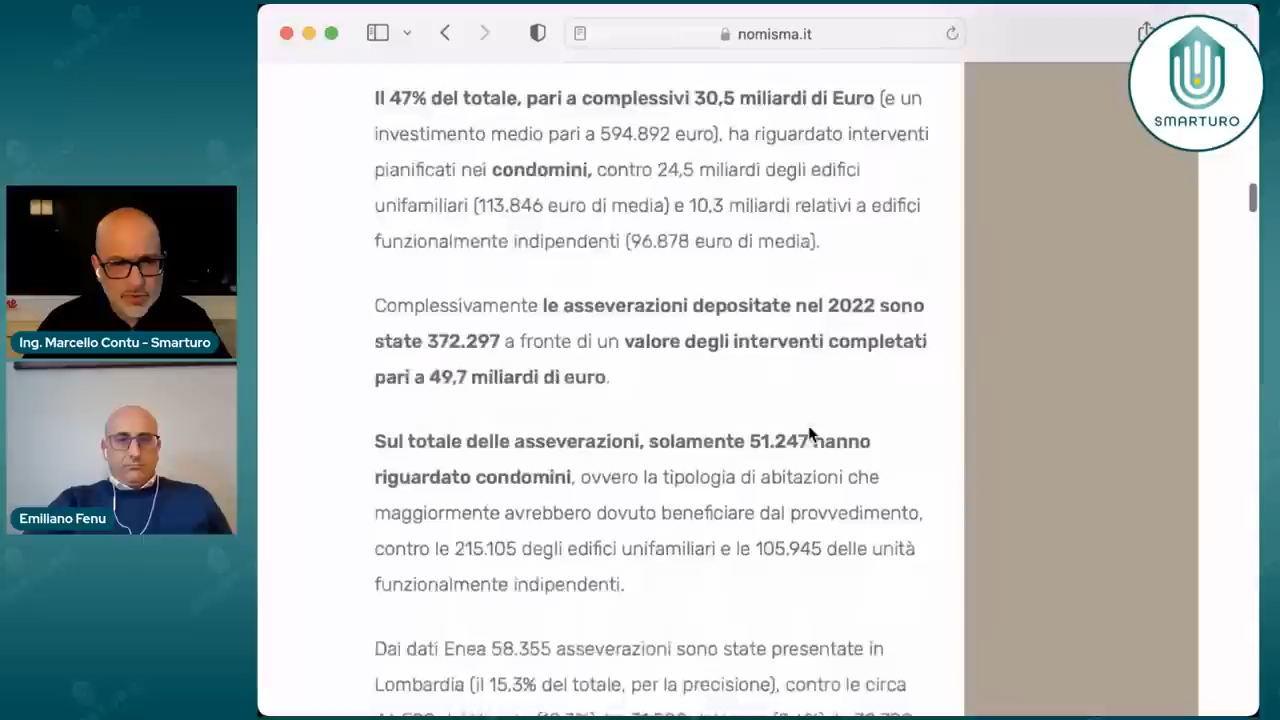 nomisma.it
SMARTURO
Il 47% del totale, pari a complessivi 30,5 miliardi di Euro (e un
investimento medio pari a 594.892 euro), ha riguardato interventi
pianificati nei condomini, contro 24,5 miliardi degli edifici
unifamiliari (113.846 euro di media) e 10,3 miliardi relativi a edifici
funzionalmente indipendenti (96.878 euro di media).
Complessivamente le asseverazioni depositate nel 2022 sono
state 372.297 a fronte di un valore degli interventi completati
pari a 49,7 miliardi di euro.
Sul totale delle asseverazioni, solamente 51.247 hanno
riguardato condomini, ovvero la tipologia di abitazioni che
maggiormente avrebbero dovuto beneficiare dal provvedimento,
contro le 215.105 degli edifici unifamiliari e le 105.945 delle unità
funzionalmente indipendenti.
Dai dati Enea 58.355 asseverazioni sono state presentate in
Lombardia (il 15.3% del totale, per la precisione), contro le circa
Ing. Marcello Contu - Smarturo
Emiliano Fenu